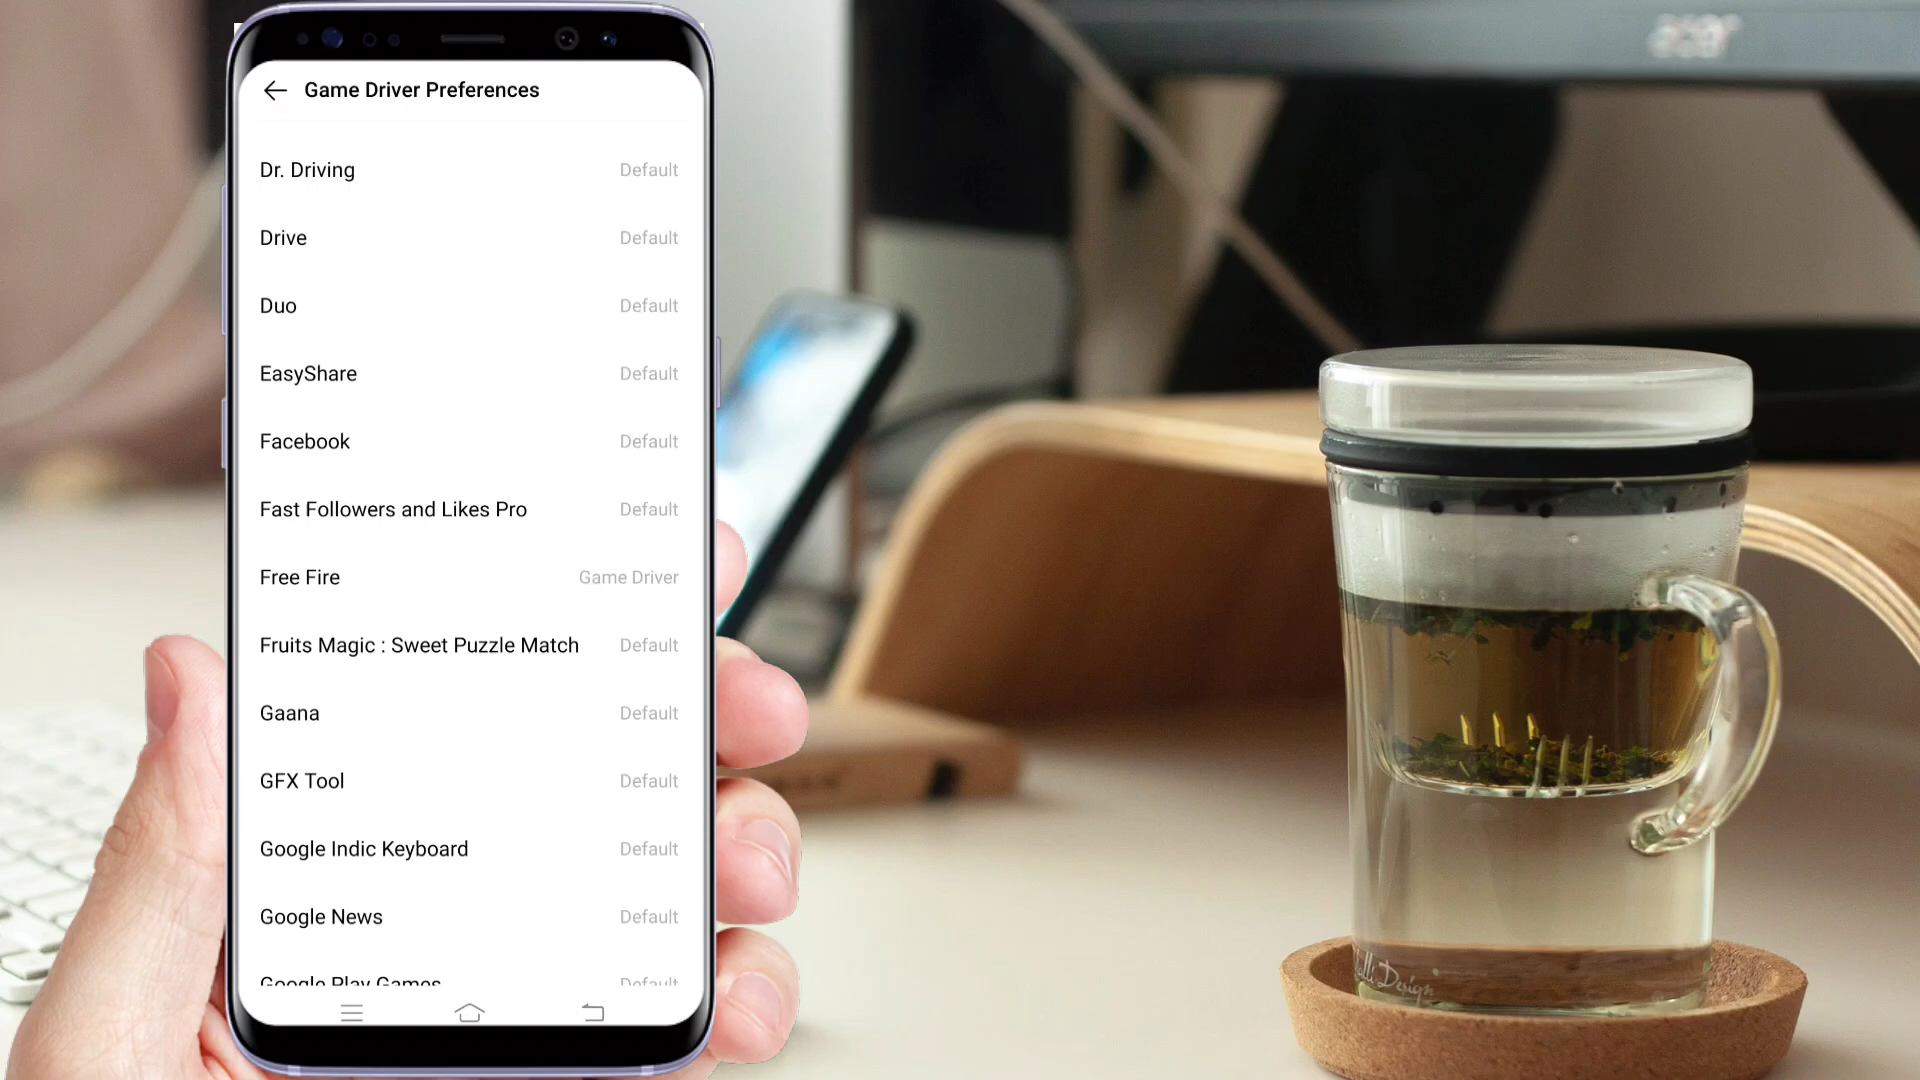 acer
Game Driver Preferences
Dr. Driving Default
Drive Default
Duo Default
EasyShare Default
Facebook Default
Fast Followers and Likes Pro Default
Free Fire Game Driver
Fruits Magic : Sweet Puzzle Match Default
Gaana Default
GFX Tool Default
Google Indic Keyboard Default
Google News Default
Google Play Games Default
Design